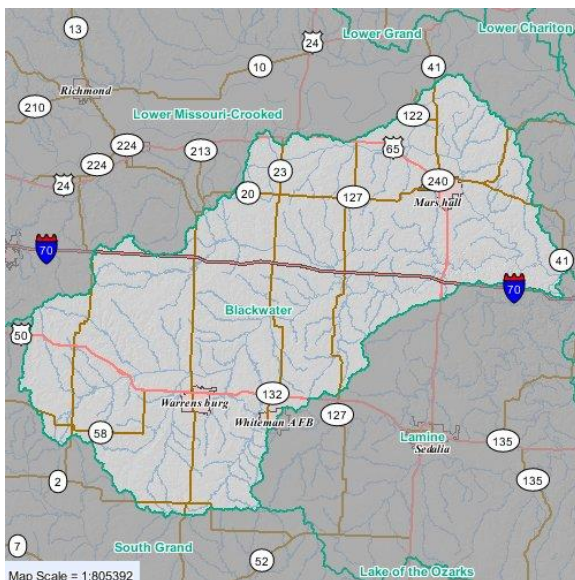 Lower Grand
Lower Chariton
13
24
10
41
Richmond
210
Lower Missouri-Crooked
122
224
213
65
224
23
24
20
127
240
Marshall
70
41
70
Blackwater
50
132
Warrensburg
Whiteman AFB
127
58
Lamine
Sedalia
135
2
135
7
South Grand
52
Lake of the Ozarks
Map Scale = 1:805392